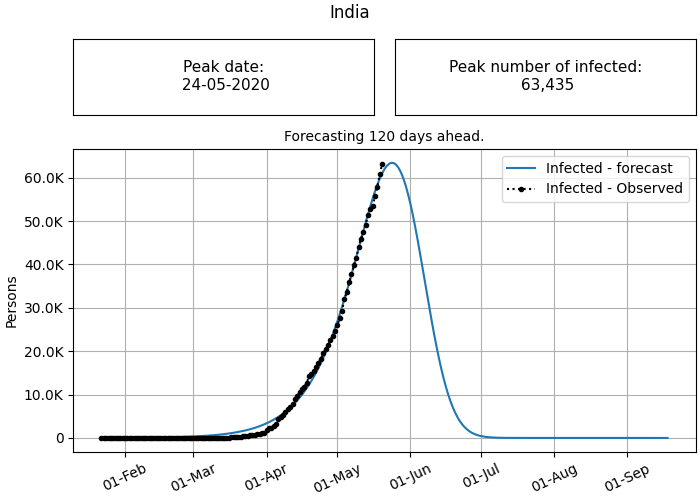 India
Peak date:
24-05-2020
Peak number of infected:
63,435
Forecasting 120 days ahead.
Infected - forecast
Infected - Observed
Persons
60.0K
50.0K
40.0K
30.0K
20.0K
10.0K
0
01-Feb
01-Mar
01-Apr
01-May
01-Jun
01-Jul
01-Aug
01-Sep